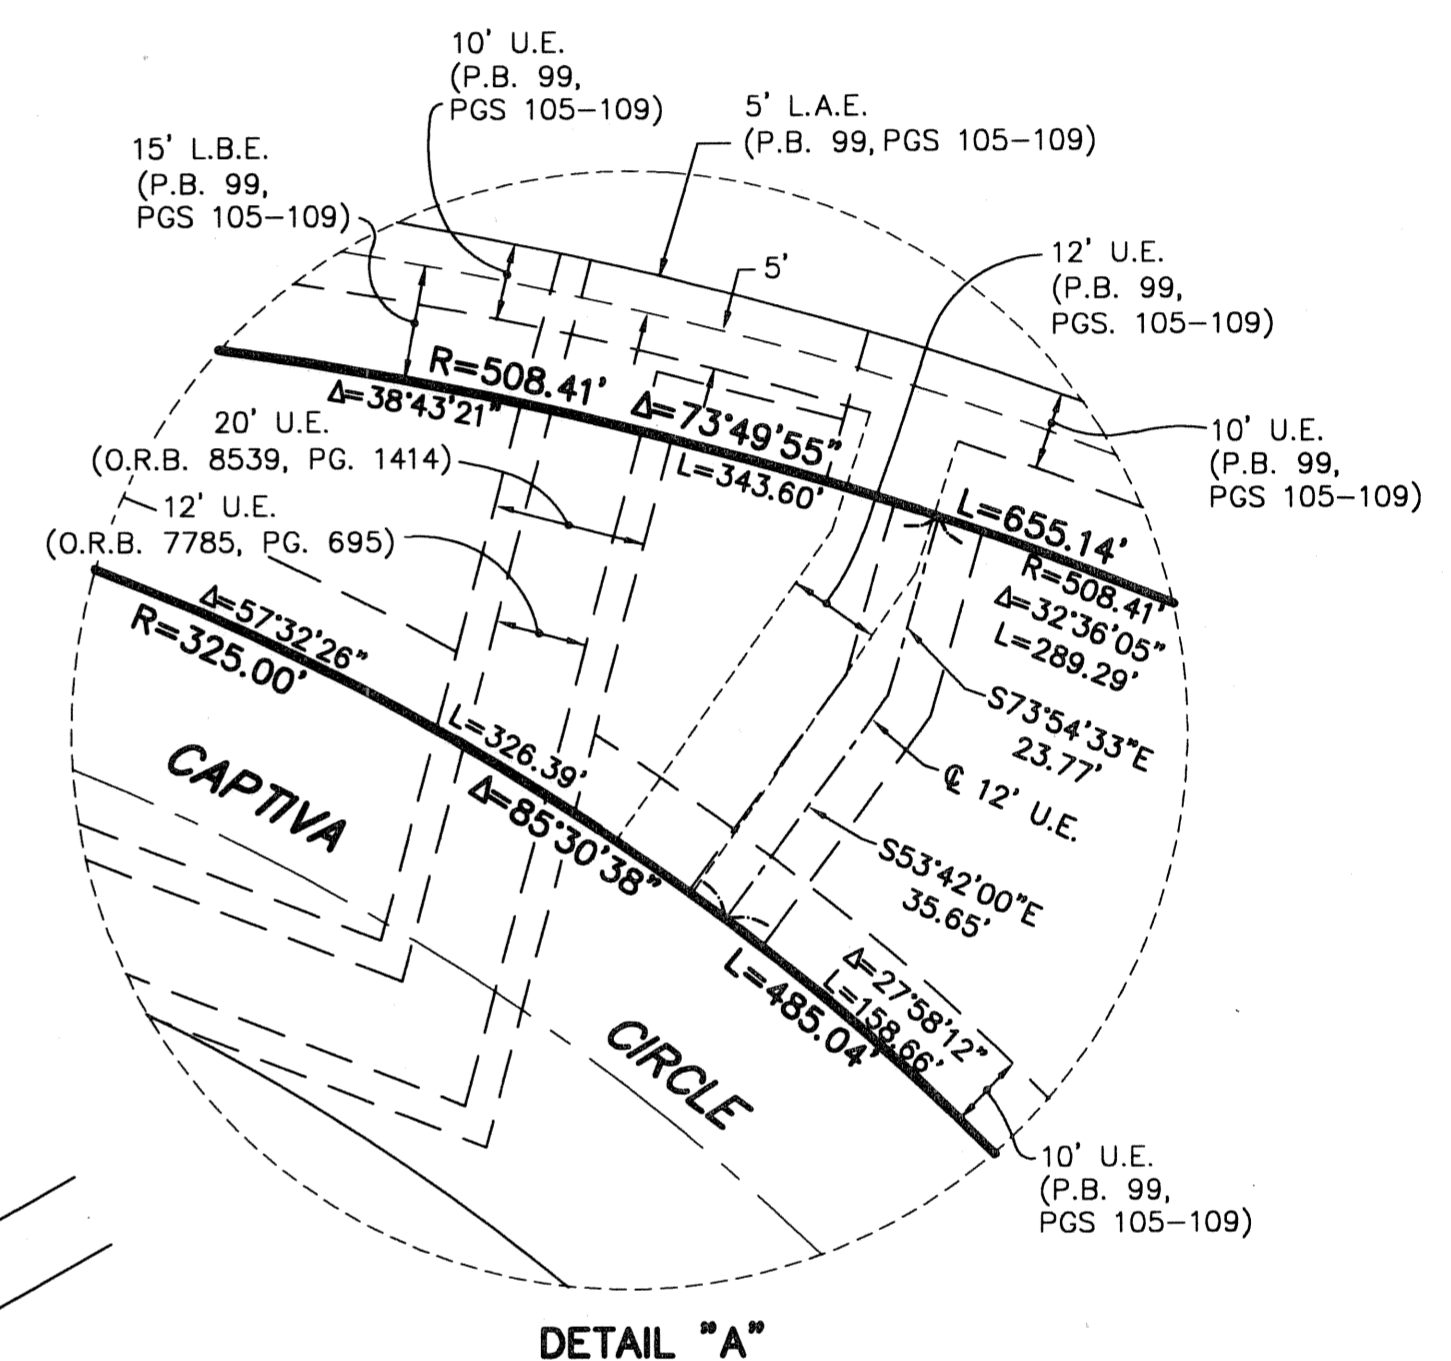 10' U.E.
(P.B. 99,
PGS 105-109)
5' L.A.E.
(P.B. 99, PGS 105-109)
15' L.B.E.
(P.B. 99,
PGS 105-109)
5'
12' U.E.
(P.B. 99,
PGS. 105-109)
R=508.41'
Δ=73°49'55"
L=655.14'
Δ=38°43'21"
L=343.60'
10' U.E.
(P.B. 99,
PGS 105-109)
20' U.E.
(O.R.B. 8539, PG. 1414)
12' U.E.
(O.R.B. 7785, PG. 695)
R=508.41'
Δ=32°36'05"
L=289.29'
Δ=57°32'26"
R=325.00'
L=326.39'
Δ=85°30'38"
S73°54'33"E
23.77'
℄ 12' U.E.
S53°42'00"E
35.65'
CAPTIVA
CIRCLE
Δ=27°58'12"
L=158.66'
L=485.04'
10' U.E.
(P.B. 99,
PGS 105-109)
DETAIL "A"